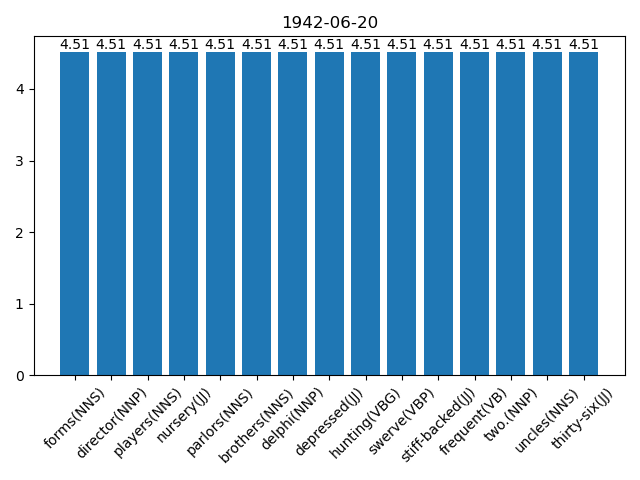 1942-06-20
4.51 4.51 4.51 4.51 4.51 4.51 4.51 4.51 4.51 4.51 4.51 4.51 4.51 4.51 4.51
4
3
2
1
0
forms(NNS)
director(NNP)
players(NNS)
nursery(JJ)
parlors(NNS)
brothers(NNS)
delphi(NNP)
depressed(JJ)
hunting(VBG)
swerve(VBP)
stiff-backed(JJ)
frequent(VB)
two.(NNP)
uncles(NNS)
thirty-six(JJ)